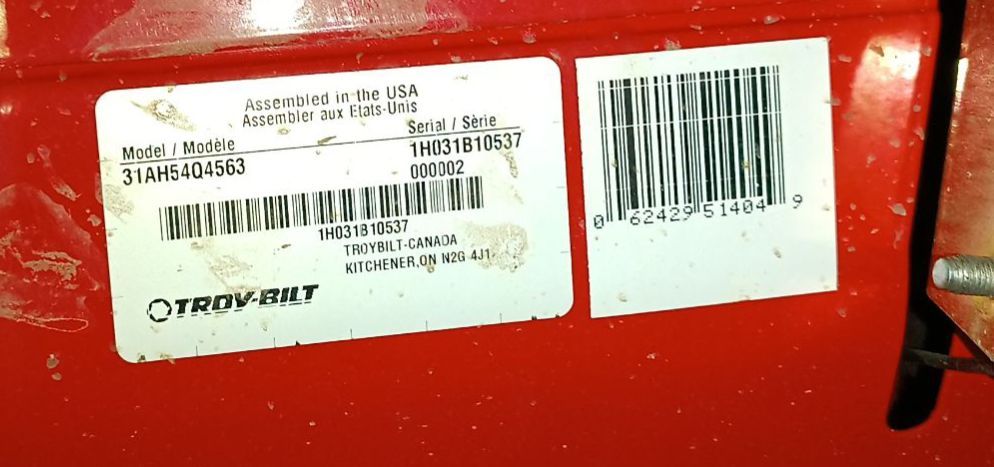 Assembled in the USA
Assembler aux Etats-Unis
Model / Modèle
Serial / Série
31AH54Q4563
1H031B10537
000002
1H031B10537
TROYBILT-CANADA
KITCHENER,ON N2G 4J1
TROY-BILT
0 62429 51404 9